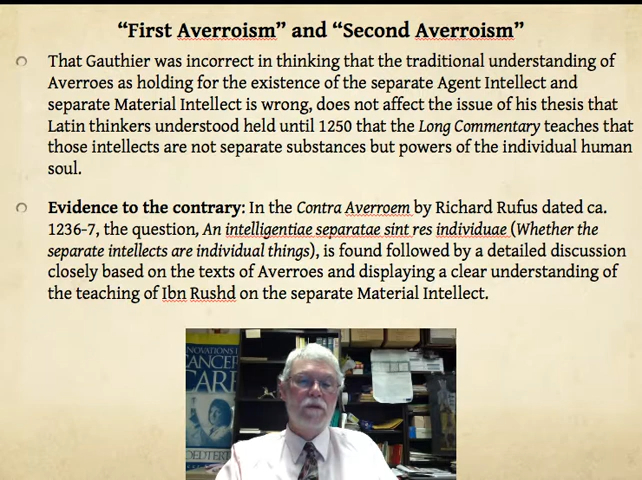 “First Averroism” and “Second Averroism”
That Gauthier was incorrect in thinking that the traditional understanding of
Averroes as holding for the existence of the separate Agent Intellect and
separate Material Intellect is wrong, does not affect the issue of his thesis that
Latin thinkers understood held until 1250 that the Long Commentary teaches that
those intellects are not separate substances but powers of the individual human
soul.
Evidence to the contrary: In the Contra Averroem by Richard Rufus dated ca.
1236-7, the question, An intelligentiae separatae sint res individuae (Whether the
separate intellects are individual things), is found followed by a detailed discussion
closely based on the texts of Averroes and displaying a clear understanding of
the teaching of Ibn Rushd on the separate Material Intellect.
CANCER
CARE